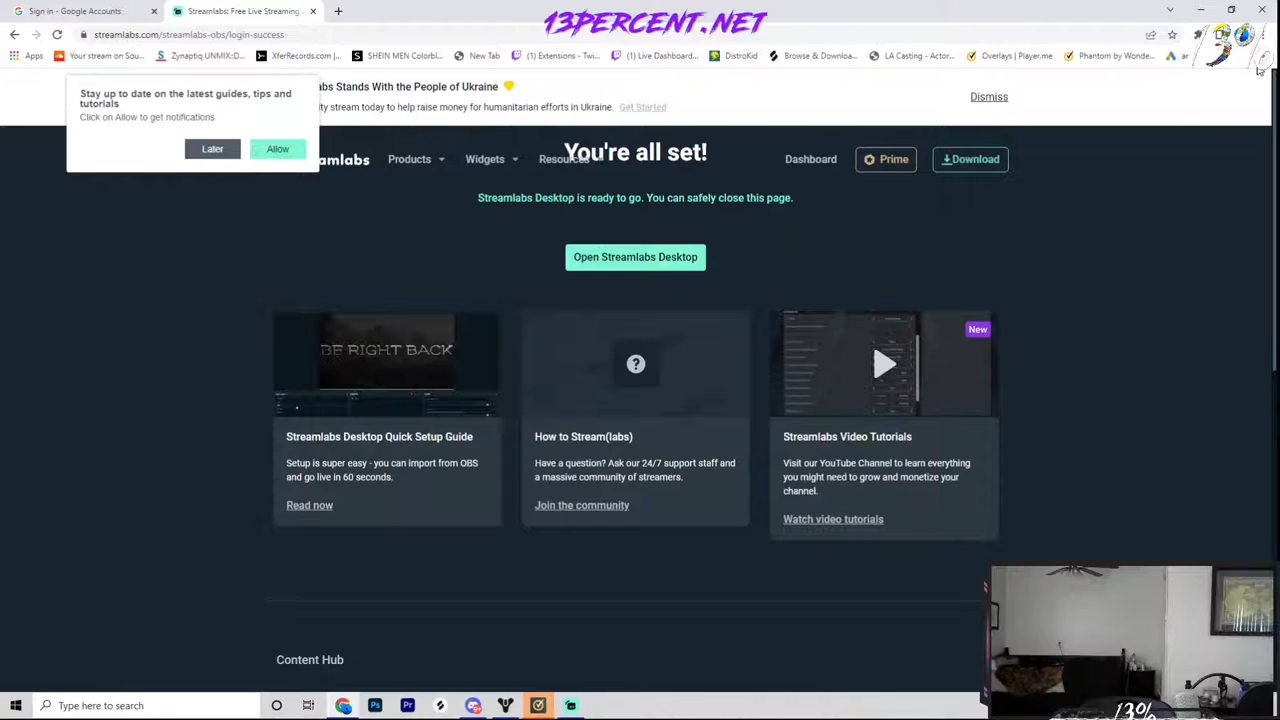 13PERCENT.NET
Sign in - Google Accounts
Streamlabs: Free Live Streaming
streamlabs.com/streamlabs-obs/login-success
Apps
Your stream on Sou...
Zynaptiq UNMIX::D...
XferRecords.com |...
SHEIN MEN Colorbl...
New Tab
(1) Extensions - Twi...
(1) Live Dashboard...
DistroKid
Browse & Downloa...
LA Casting - Actor...
Overlays | Player.me
Phantom by Wonde...
ar
Stay up to date on the latest guides, tips and
tutorials
Click on Allow to get notifications
Later
Allow
abs Stands With the People of Ukraine 💛
ity stream today to help raise money for humanitarian efforts in Ukraine. Get Started
Dismiss
amlabs
Products
Widgets
Resources
Dashboard
Prime
Download
You're all set!
Streamlabs Desktop is ready to go. You can safely close this page.
Open Streamlabs Desktop
BE RIGHT BACK
New
Streamlabs Desktop Quick Setup Guide
Setup is super easy - you can import from OBS
and go live in 60 seconds.
Read now
How to Stream(labs)
Have a question? Ask our 24/7 support staff and
a massive community of streamers.
Join the community
Streamlabs Video Tutorials
Visit our YouTube Channel to learn everything
you might need to grow and monetize your
channel.
Watch video tutorials
Content Hub
Type here to search
Ps
Pr
13%